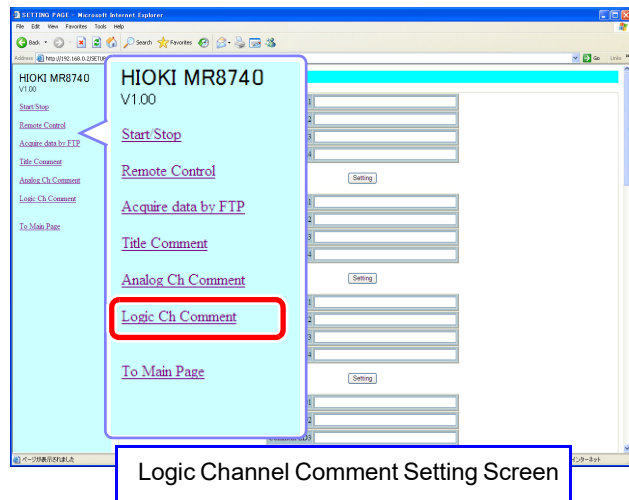 SETTING PAGE - Microsoft Internet Explorer
File Edit View Favorites Tools Help
Back Search Favorites
Address http://192.168.0.2/SETUP Go Links
HIOKI MR8740
V1.00
Start/Stop
Remote Control
Acquire data by FTP
Title Comment
Analog Ch Comment
Logic Ch Comment
To Main Page
HIOKI MR8740
V1.00
Start/Stop
Remote Control
Acquire data by FTP
Title Comment
Analog Ch Comment
Logic Ch Comment
To Main Page
1
2
3
4
Setting
1
2
3
4
Setting
1
2
3
4
Setting
1
2
ページが表示されました
インターネット
Logic Channel Comment Setting Screen